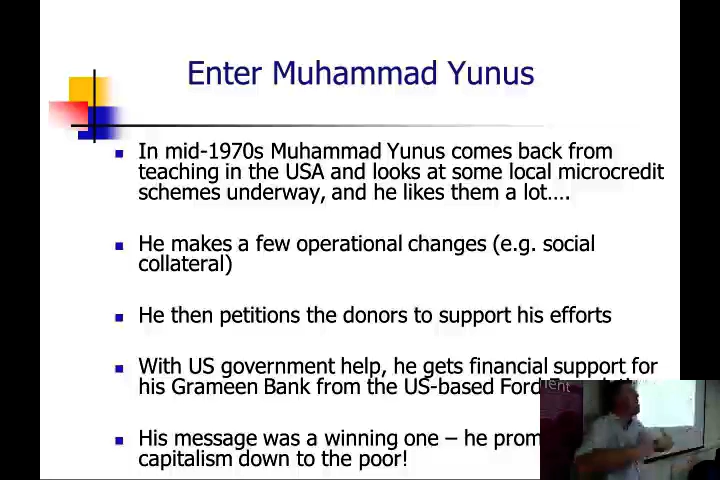 Enter Muhammad Yunus
In mid-1970s Muhammad Yunus comes back from
teaching in the USA and looks at some local microcredit
schemes underway, and he likes them a lot….
He makes a few operational changes (e.g. social
collateral)
He then petitions the donors to support his efforts
With US government help, he gets financial support for
his Grameen Bank from the US-based Ford
His message was a winning one – he
capitalism down to the poor!